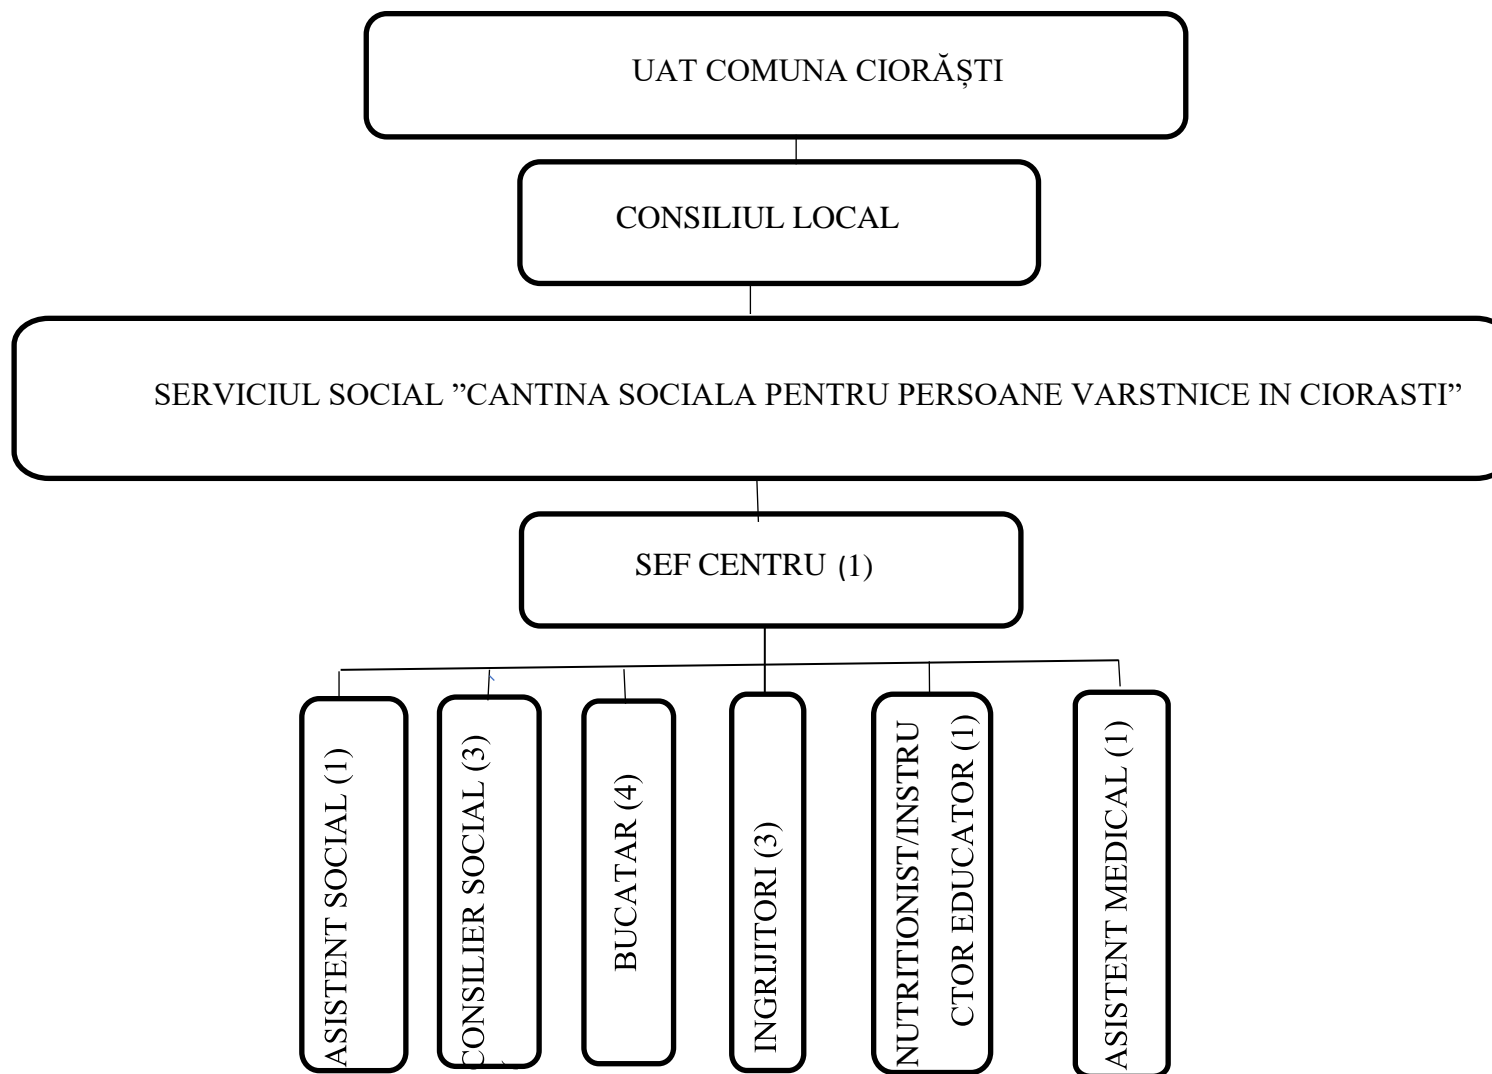 UAT COMUNA CIORĂȘTI
CONSILIUL LOCAL
SERVICIUL SOCIAL ”CANTINA SOCIALA PENTRU PERSOANE VARSTNICE IN CIORASTI”
SEF CENTRU (1)
ASISTENT SOCIAL (1)
CONSILIER SOCIAL (3)
BUCATAR (4)
INGRIJITORI (3)
NUTRITIONIST/INSTRU
CTOR EDUCATOR (1)
ASISTENT MEDICAL (1)